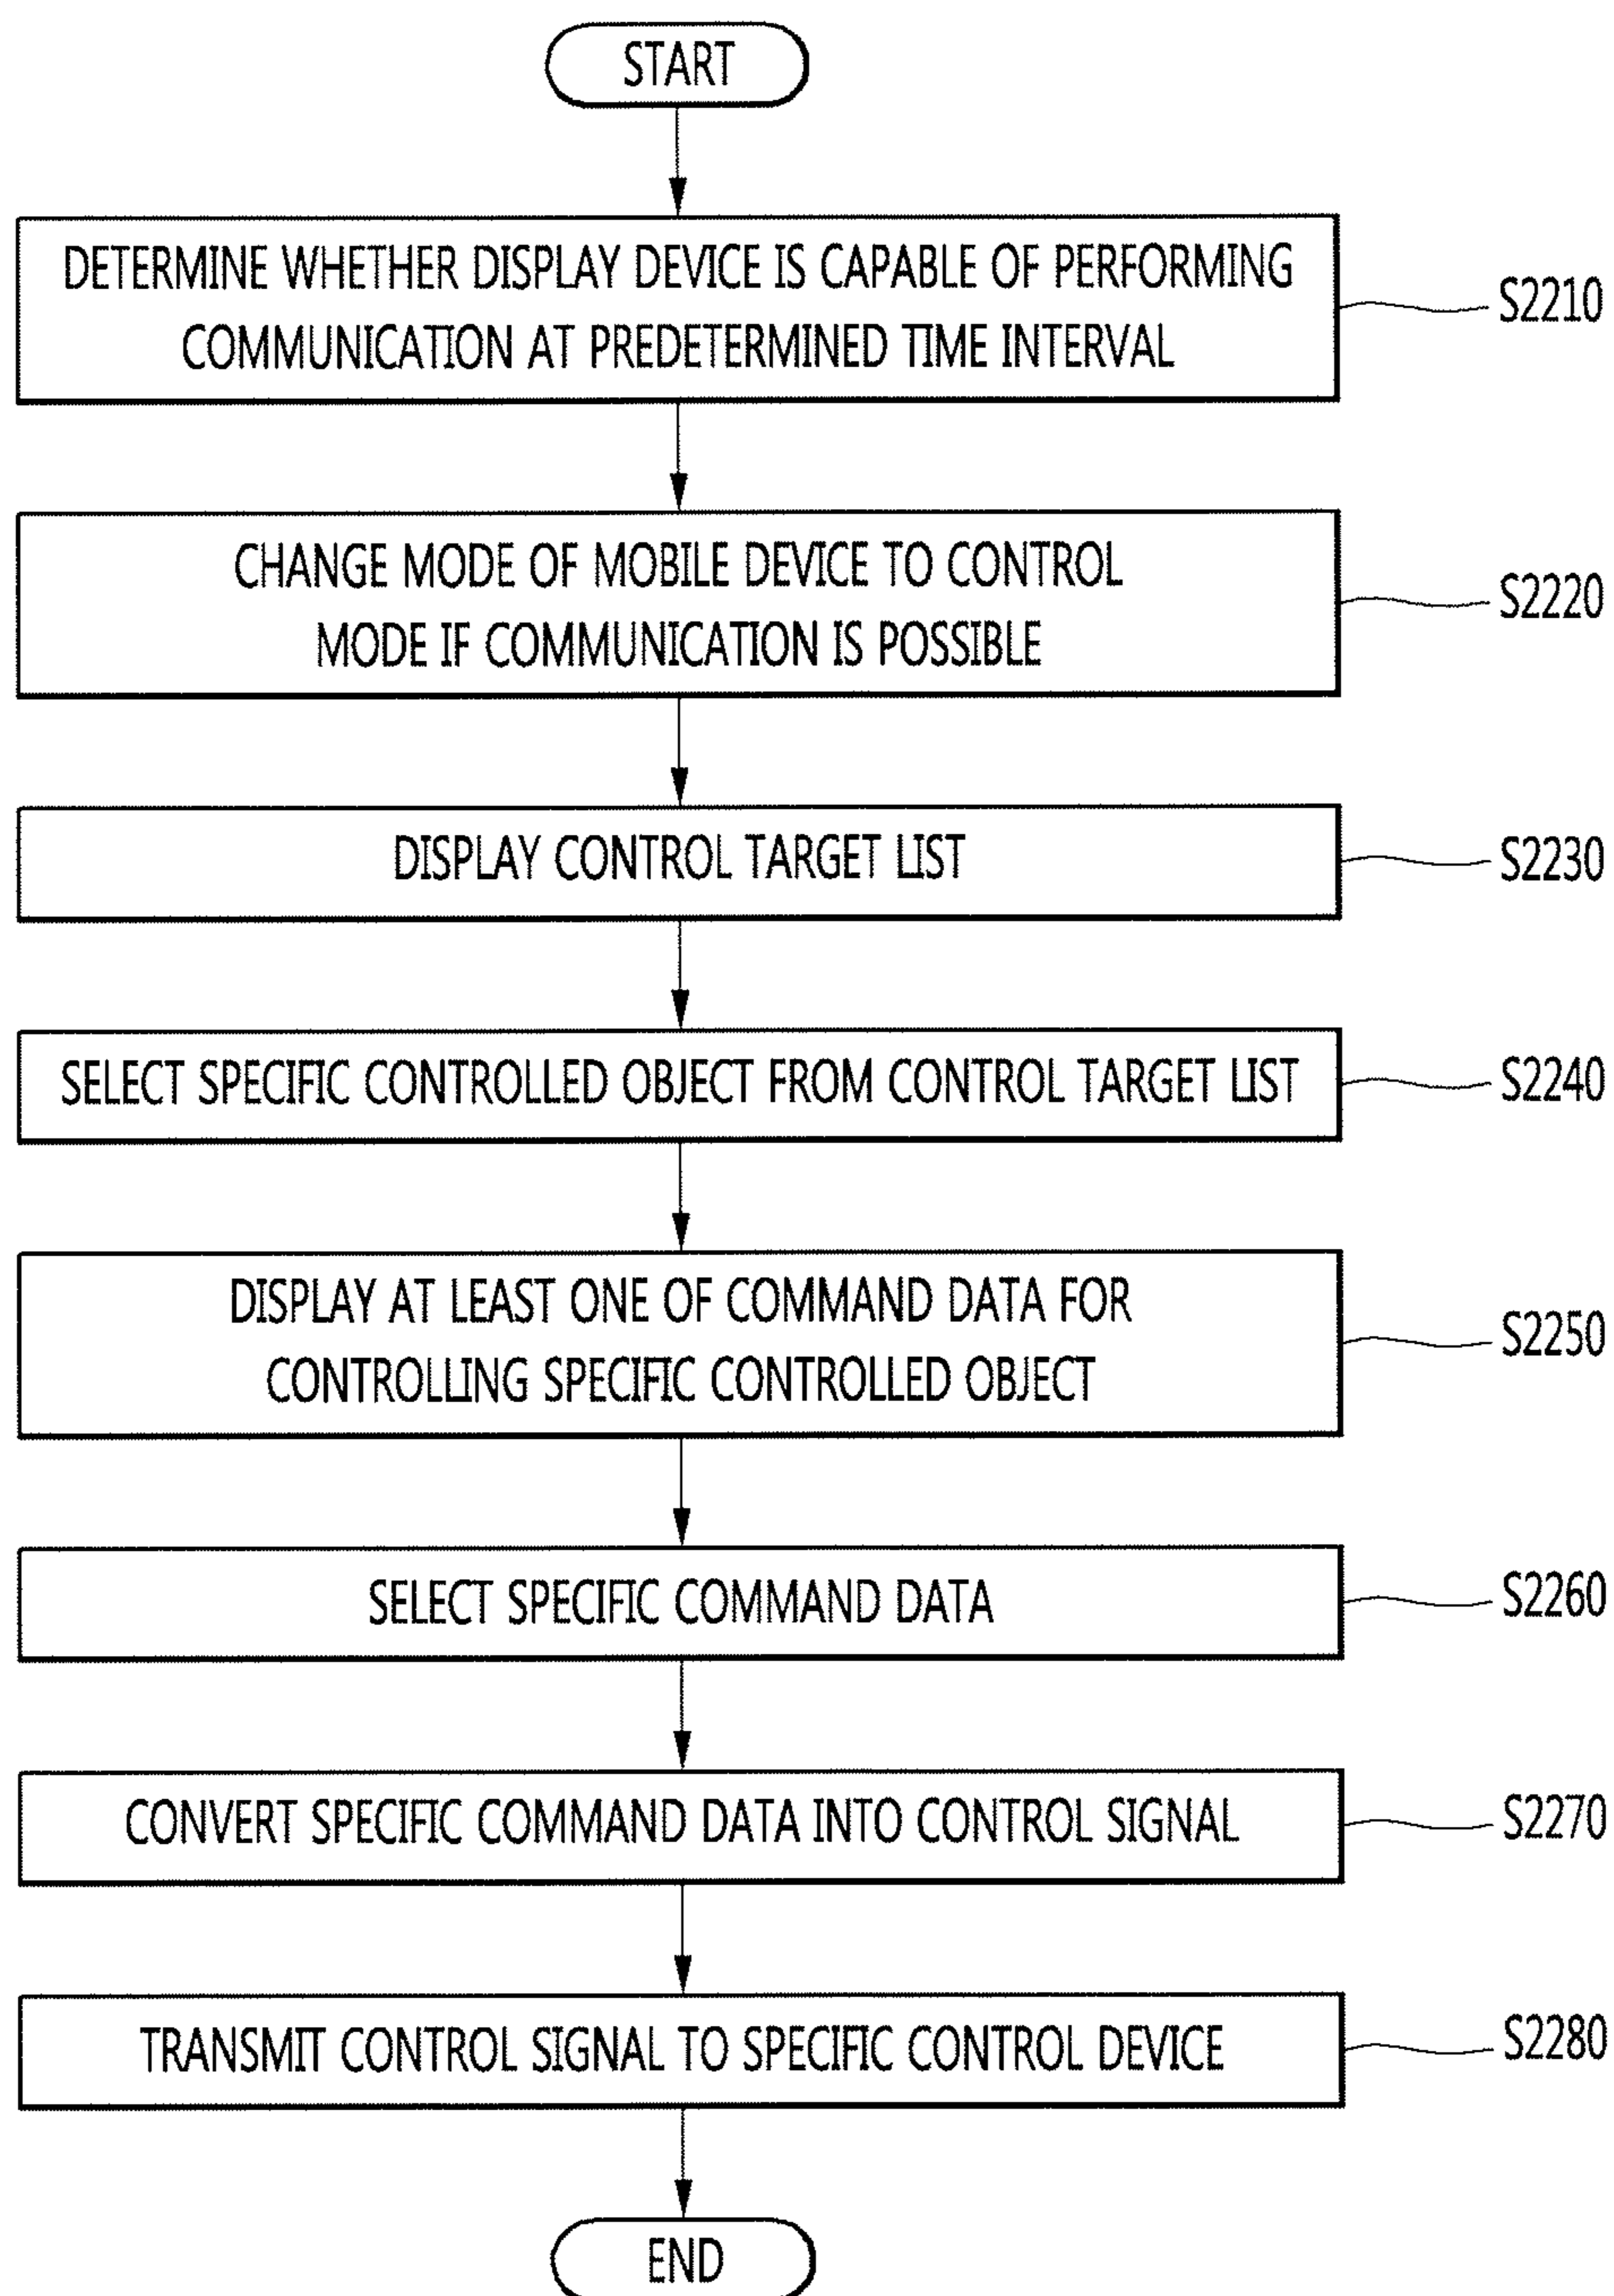 START
DETERMINE WHETHER DISPLAY DEVICE IS CAPABLE OF PERFORMING
COMMUNICATION AT PREDETERMINED TIME INTERVAL
S2210
CHANGE MODE OF MOBILE DEVICE TO CONTROL
MODE IF COMMUNICATION IS POSSIBLE
S2220
DISPLAY CONTROL TARGET LIST
S2230
SELECT SPECIFIC CONTROLLED OBJECT FROM CONTROL TARGET LIST
S2240
DISPLAY AT LEAST ONE OF COMMAND DATA FOR
CONTROLLING SPECIFIC CONTROLLED OBJECT
S2250
SELECT SPECIFIC COMMAND DATA
S2260
CONVERT SPECIFIC COMMAND DATA INTO CONTROL SIGNAL
S2270
TRANSMIT CONTROL SIGNAL TO SPECIFIC CONTROL DEVICE
S2280
END